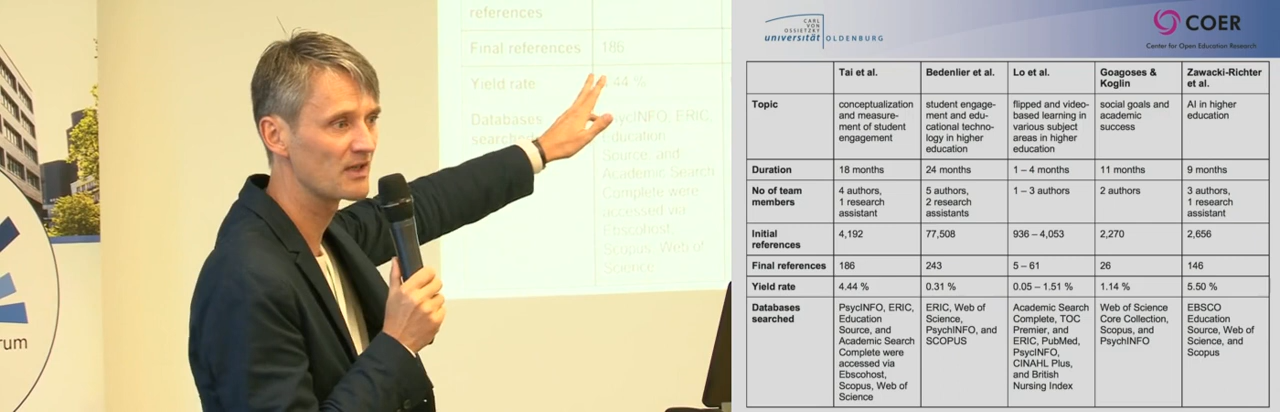 rum
references
Final references 186
Yield rate .44 %
Databases PsycINFO, ERIC,
searched Education
Source, and
Academic Search
Complete were
accessed via
Ebscohost,
Scopus, Web of
Science
CARL
VON
OSSIETZKY
universität OLDENBURG
COER
Center for Open Education Research
Tai et al. Bedenlier et al. Lo et al. Goagoses & Zawacki-Richter
Koglin et al.
Topic conceptualization student engage- flipped and video- social goals and AI in higher
and measure- ment and edu- based learning in academic education
ment of student cational techno- various subject success
engagement logy in higher areas in higher
education education
Duration 18 months 24 months 1 – 4 months 11 months 9 months
No of team 4 authors, 5 authors, 1 – 3 authors 2 authors 3 authors,
members 1 research 2 research 1 research
assistant assistants assistant
Initial 4,192 77,508 936 – 4,053 2,270 2,656
references
Final references 186 243 5 – 61 26 146
Yield rate 4.44 % 0.31 % 0.05 – 1.51 % 1.14 % 5.50 %
Databases PsycINFO, ERIC, ERIC, Web of Academic Search Web of Science EBSCO
searched Education Science, Complete, TOC Core Collection, Education
Source, and PsychINFO, and Premier, and Scopus, and Source, Web of
Academic Search SCOPUS ERIC, PubMed, PsychINFO Science, and
Complete were PsycINFO, Scopus
accessed via CINAHL Plus,
Ebscohost, and British
Scopus, Web of Nursing Index
Science